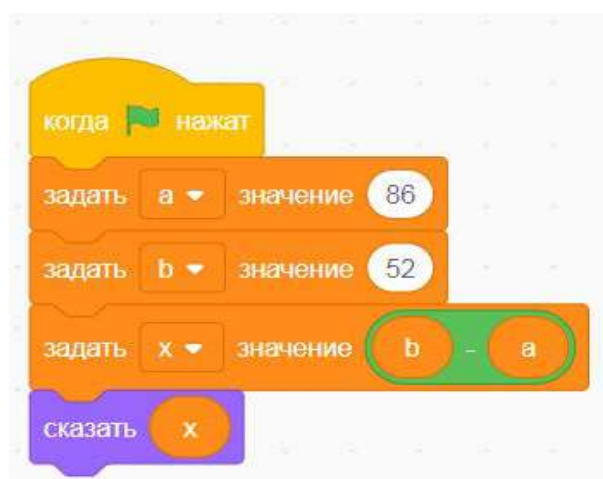 когда нажат
задать a значение 86
задать b значение 52
задать x значение b - a
сказать x